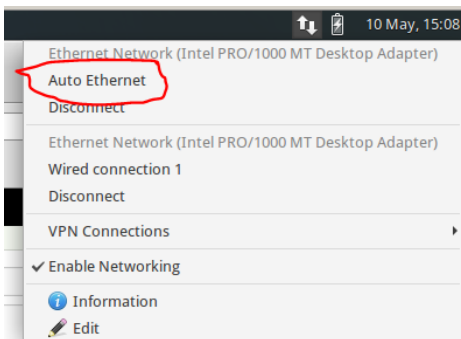 10 May, 15:08
Ethernet Network (Intel PRO/1000 MT Desktop Adapter)
Auto Ethernet
Disconnect
Ethernet Network (Intel PRO/1000 MT Desktop Adapter)
Wired connection 1
Disconnect
VPN Connections
Enable Networking
Information
Edit